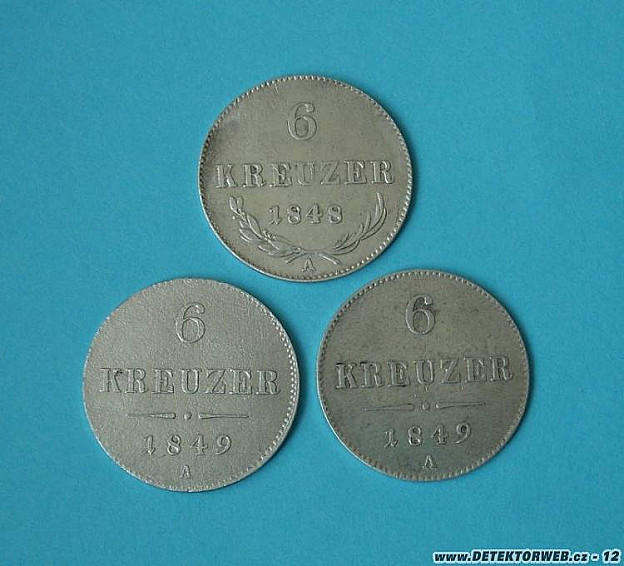 6
KREUZER
1848
A
6
KREUZER
1849
A
6
KREUZER
1849
A
www.DETEKTORWEB.cz - 12